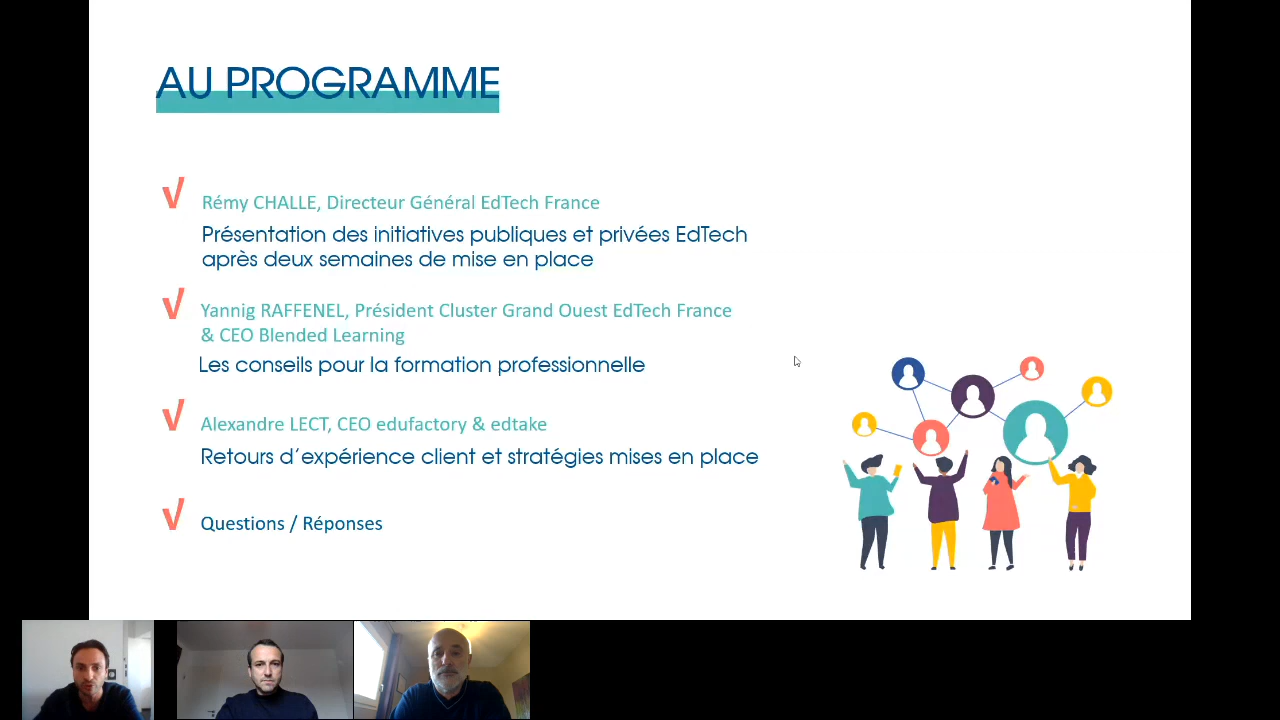 AU PROGRAMME
Rémy CHALLE, Directeur Général EdTech France
Présentation des initiatives publiques et privées EdTech
après deux semaines de mise en place
Yannig RAFFENEL, Président Cluster Grand Ouest EdTech France
& CEO Blended Learning
Les conseils pour la formation professionnelle
Alexandre LECT, CEO edufactory & edtake
Retours d'expérience client et stratégies mises en place
Questions / Réponses